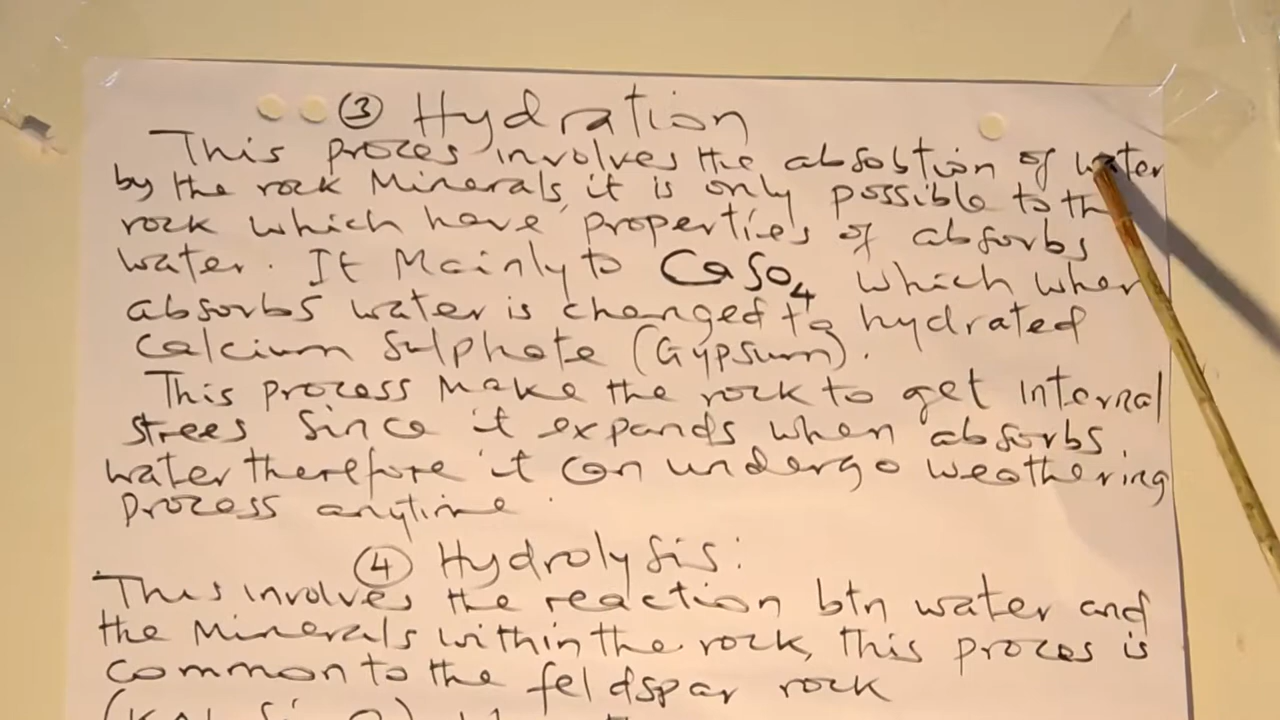 ③ Hydration
This proces involves the absobtion of water
by the rock Minerals, it is only possible to the
rock which have properties of absorbs
water. It Mainly to CaSO4 which when
absorbs water is changed to hydrated
Calcium Sulphate (Gypsum).
This process make the rock to get internal
strees Since it expands when absorbs
water therefore it can undergo weathering
process anytime.
④ Hydrolysis:
This involves the reaction btn water and
the Minerals within the rock, this proces is
common to the feldspar rock